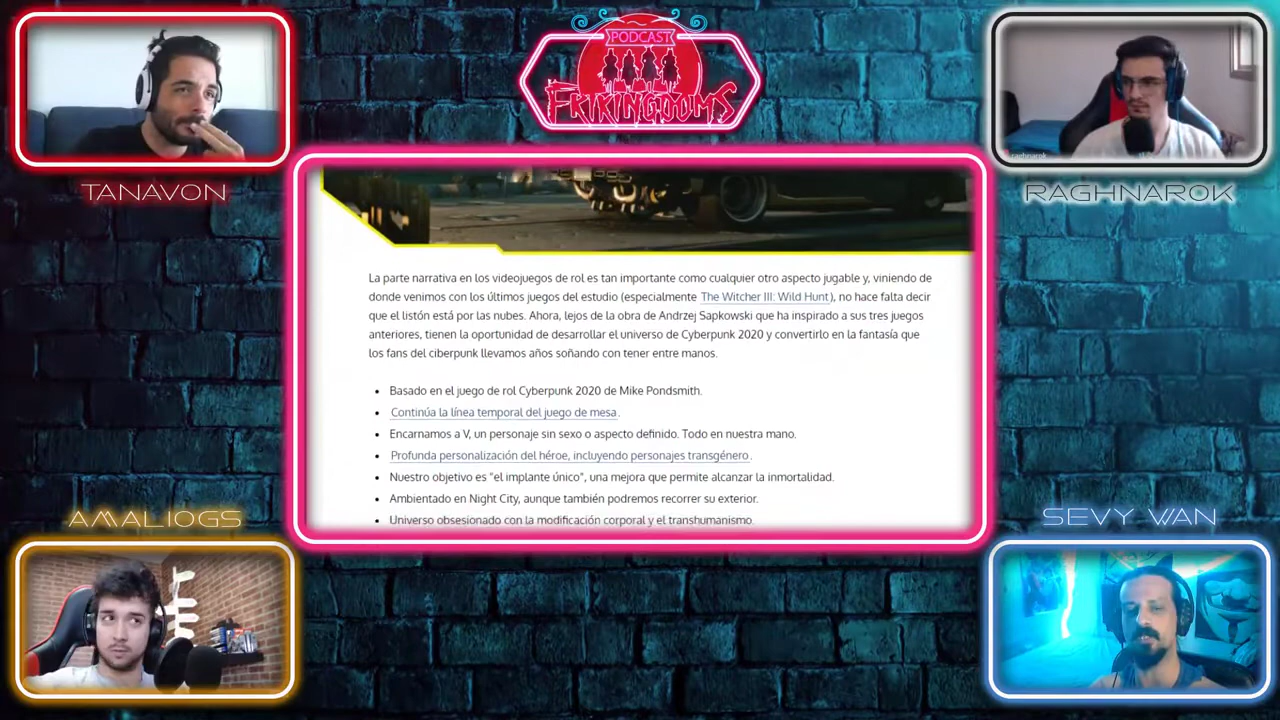 PODCAST
FRIKINGDOMS
TANAVON
RAGHNAROK
raghnarok
La parte narrativa en los videojuegos de rol es tan importante como cualquier otro aspecto jugable y, viniendo de
donde venimos con los últimos juegos del estudio (especialmente The Witcher III: Wild Hunt), no hace falta decir
que el listón está por las nubes. Ahora, lejos de la obra de Andrzej Sapkowski que ha inspirado a sus tres juegos
anteriores, tienen la oportunidad de desarrollar el universo de Cyberpunk 2020 y convertirlo en la fantasía que
los fans del ciberpunk llevamos años soñando con tener entre manos.
• Basado en el juego de rol Cyberpunk 2020 de Mike Pondsmith.
• Continúa la línea temporal del juego de mesa.
• Encarnamos a V, un personaje sin sexo o aspecto definido. Todo en nuestra mano.
• Profunda personalización del héroe, incluyendo personajes transgénero.
• Nuestro objetivo es "el implante único", una mejora que permite alcanzar la inmortalidad.
• Ambientado en Night City, aunque también podremos recorrer su exterior.
• Universo obsesionado con la modificación corporal y el transhumanismo.
AMALIOGS
SEVY WAN